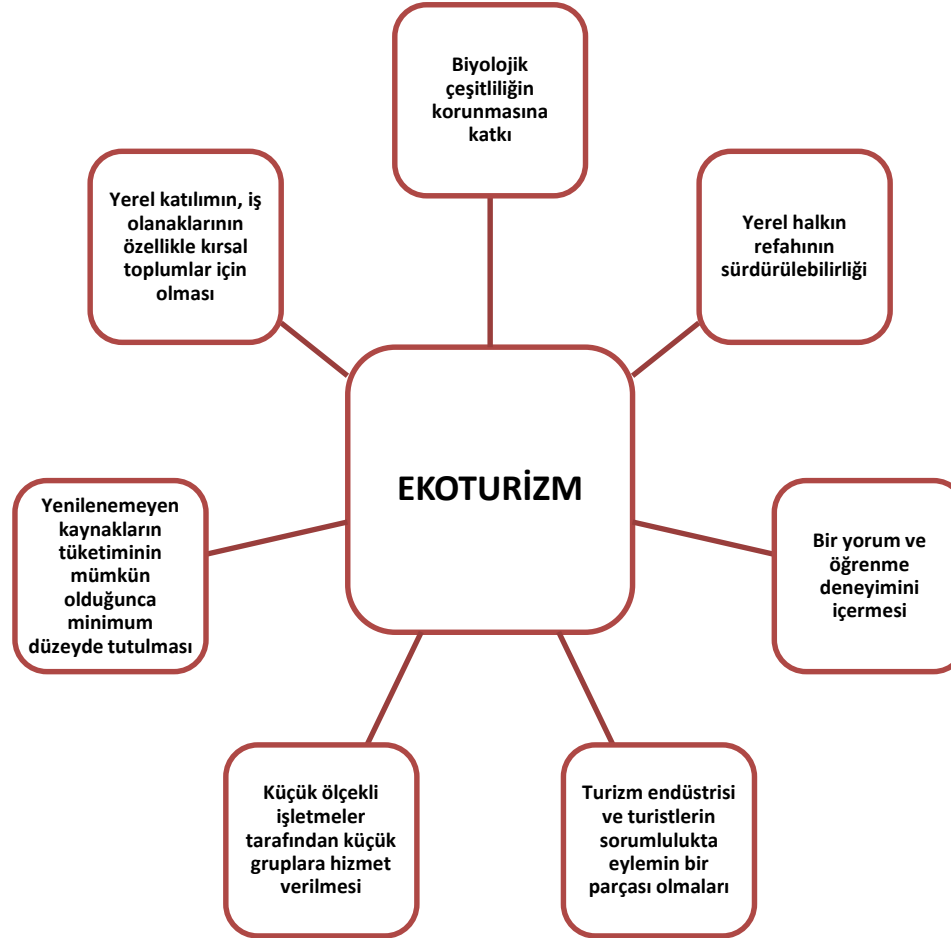 Biyolojik
çeşitliliğin
korunmasına
katkı
Yerel halkın
refahının
sürdürülebilirliği
Bir yorum ve
öğrenme
deneyimini
içermesi
Turizm endüstrisi
ve turistlerin
sorumlulukta
eylemin bir
parçası olmaları
Küçük ölçekli
işletmeler
tarafından küçük
gruplara hizmet
verilmesi
Yenilenemeyen
kaynakların
tüketiminin
mümkün
olduğunca
minimum
düzeyde tutulması
Yerel katılımın, iş
olanaklarının
özellikle kırsal
toplumlar için
olması
EKOTURİZM